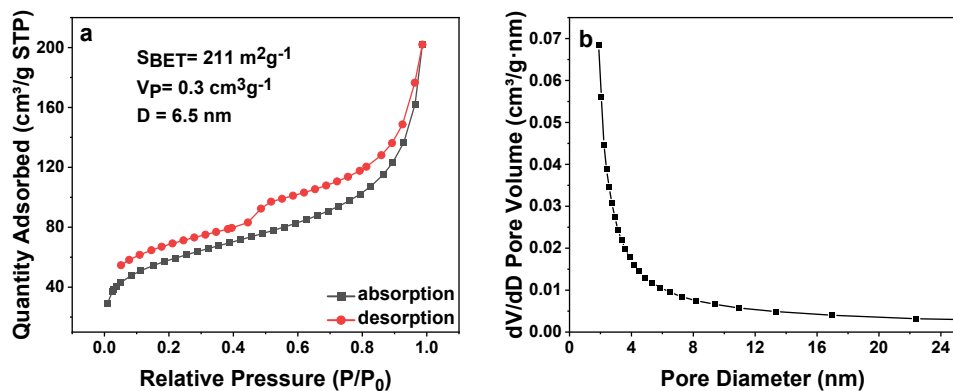 a
S_BET= 211 m²g⁻¹
V_P= 0.3 cm³g⁻¹
D = 6.5 nm
200
160
120
80
40
Quantity Adsorbed (cm³/g STP)
absorption
desorption
0.0 0.2 0.4 0.6 0.8 1.0
Relative Pressure (P/P₀)
b
0.07
0.06
0.05
0.04
0.03
0.02
0.01
0.00
dV/dD Pore Volume (cm³/g·nm)
0 4 8 12 16 20 24
Pore Diameter (nm)